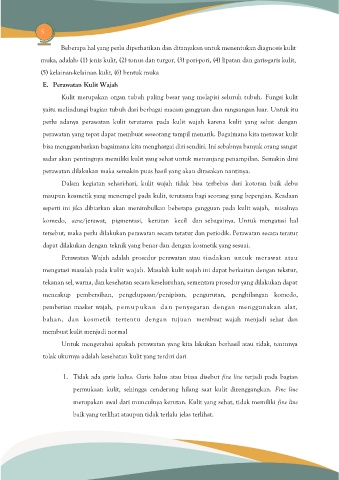 Beberapa hal yang perlu diperhatikan dan ditanyakan untuk menentukan diagnosis kulit
muka, adalah: (1) jenis kulit, (2) tonus dan turgor, (3) pori-pori, (4) lipatan dan garis-garis kulit,
(5) kelainan-kelainan kulit, (6) bentuk muka
E. Perawatan Kulit Wajah
Kulit merupakan organ tubuh paling besar yang melapisi seluruh tubuh. Fungsi kulit
yaitu melindungi bagian tubuh dari berbagai macam gangguan dan rangsangan luar. Untuk itu
perlu adanya perawatan kulit terutama pada kulit wajah karena kulit yang sehat dengan
perawatan yang tepat dapat membuat seseorang tampil menarik. Bagaimana kita merawat kulit
bisa menggambarkan bagaimana kita menghargai diri sendiri. Ini sebabnya banyak orang sangat
sadar akan pentingnya memiliki kulit yang sehat untuk menunjang penampilan. Semakin dini
perawatan dilakukan maka semakin puas hasil yang akan dirasakan nantinya.
Dalam kegiatan sehari-hari, kulit wajah tidak bisa terbebas dari kotoran baik debu
maupun kosmetik yang menempel pada kulit, terutama bagi seorang yang bepergian. Keadaan
seperti ini jika dibiarkan akan menimbulkan beberapa gangguan pada kulit wajah, misalnya
komedo, acne/jerawat, pigmentasi, kerutan kecil dan sebagainya. Untuk mengatasi hal
tersebut, maka perlu dilakukan perawatan secara teratur dan periodik. Perawatan secara teratur
dapat dilakukan dengan teknik yang benar dan dengan kosmetik yang sesuai.
Perawatan Wajah adalah prosedur perawatan atau tindakan untuk merawat atau
mengatasi masalah pada kulit wajah. Masalah kulit wajah ini dapat berkaitan dengan tekstur,
tekanan sel, warna, dan kesehatan secara keseluruhan, sementara prosedur yang dilakukan dapat
mencakup pembersihan, pengelupasan/penipisan, pengurutan, penghilangan komedo,
pemberian masker wajah, pemupukan dan penyegaran dengan menggunakan alat,
bahan, dan kosmetik tertentu dengan tujuan membuat wajah menjadi sehat dan
membuat kulit menjadi normal
Untuk mengetahui apakah perawatan yang kita lakukan berhasil atau tidak, tentunya
tolak ukurnya adalah kesehatan kulit yang terdiri dari
1. Tidak ada garis halus. Garis halus atau biasa disebut fine line terjadi pada bagian
permukaan kulit, sehingga cenderung hilang saat kulit direnggangkan. Fine line
merupakan awal dari munculnya kerutan. Kulit yang sehat, tidak memiliki fine line
baik yang terlihat ataupun tidak terlalu jelas terlihat.